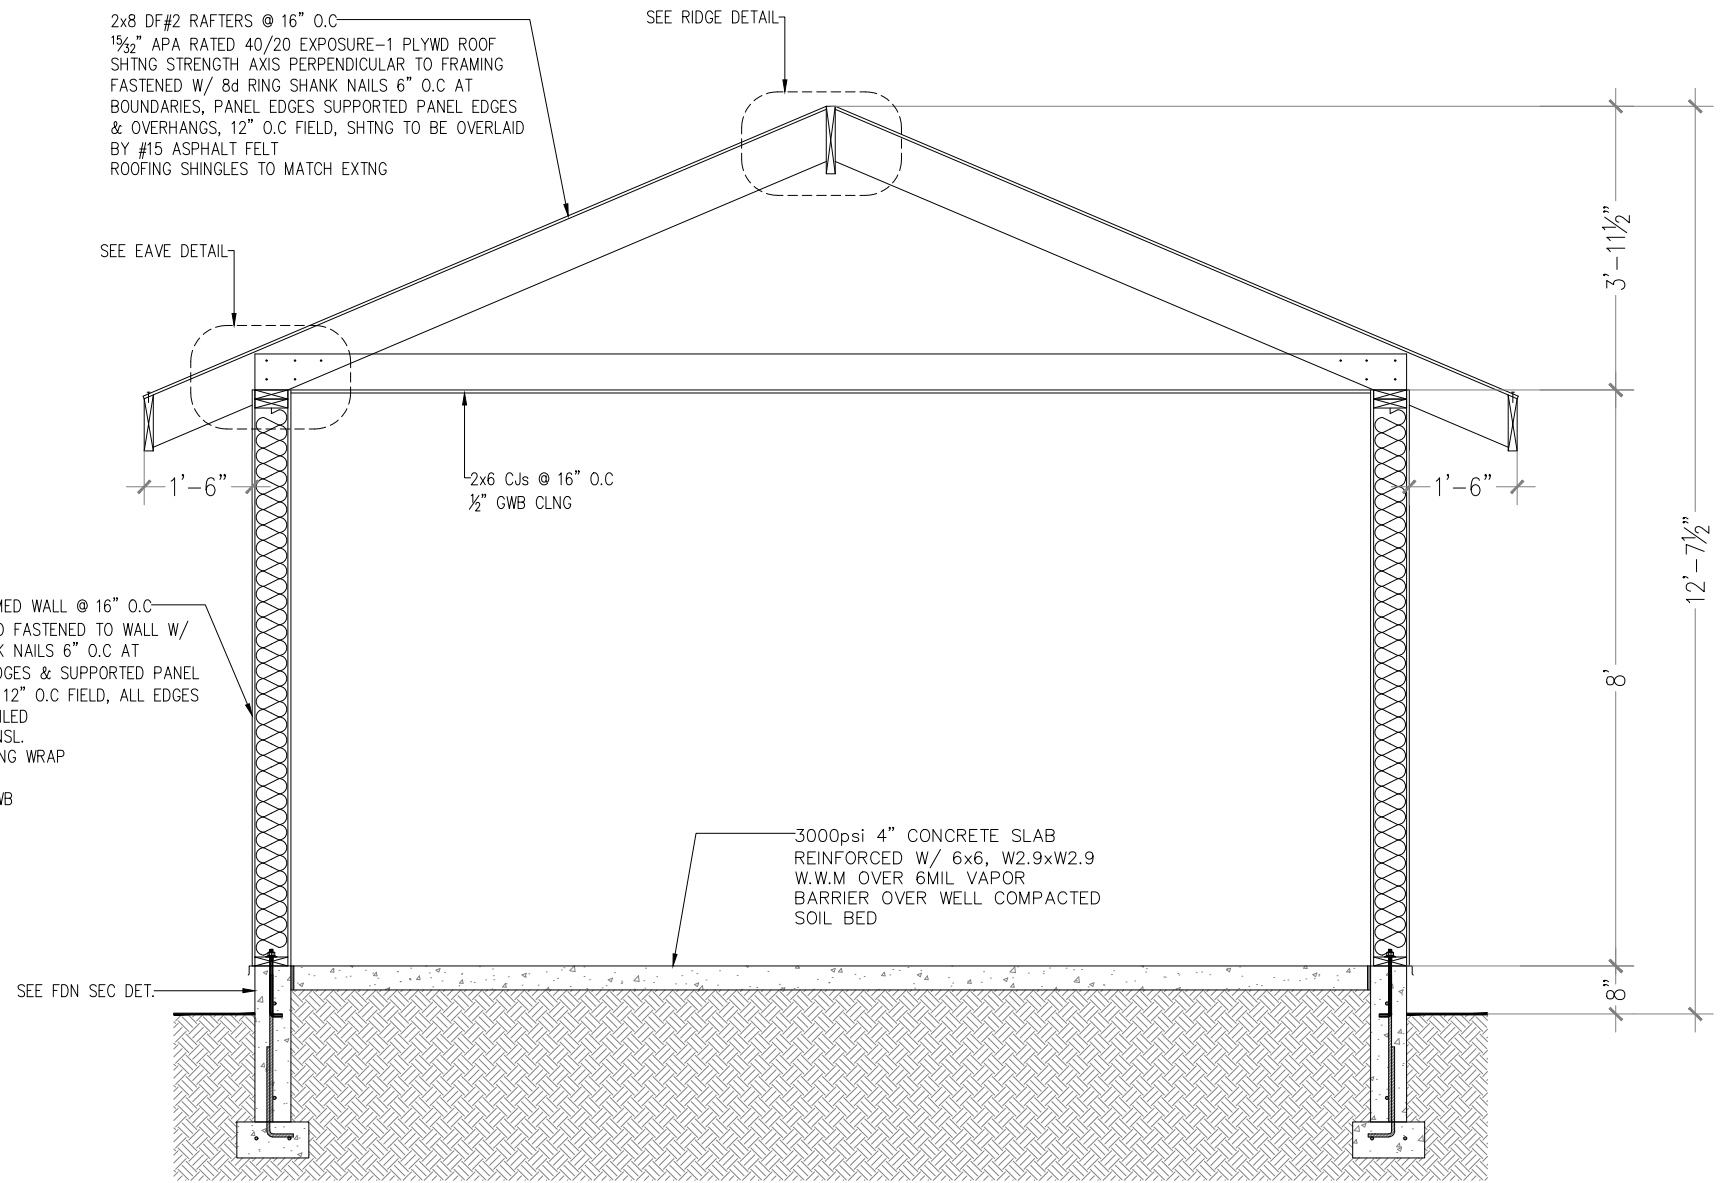 2x8 DF#2 RAFTERS @ 16" O.C
15/32" APA RATED 40/20 EXPOSURE-1 PLYWD ROOF
SHTNG STRENGTH AXIS PERPENDICULAR TO FRAMING
FASTENED W/ 8d RING SHANK NAILS 6" O.C AT
BOUNDARIES, PANEL EDGES SUPPORTED PANEL EDGES
& OVERHANGS, 12" O.C FIELD, SHTNG TO BE OVERLAID
BY #15 ASPHALT FELT
ROOFING SHINGLES TO MATCH EXTNG
SEE RIDGE DETAIL
SEE EAVE DETAIL
3'-11½"
12'-7½"
1'-6"
1'-6"
2x6 CJs @ 16" O.C
½" GWB CLNG
MED WALL @ 16" O.C
D FASTENED TO WALL W/
K NAILS 6" O.C AT
DGES & SUPPORTED PANEL
12" O.C FIELD, ALL EDGES
ILED
NSL.
NG WRAP
WB
8'
3000psi 4" CONCRETE SLAB
REINFORCED W/ 6x6, W2.9xW2.9
W.W.M OVER 6MIL VAPOR
BARRIER OVER WELL COMPACTED
SOIL BED
SEE FDN SEC DET.
8"